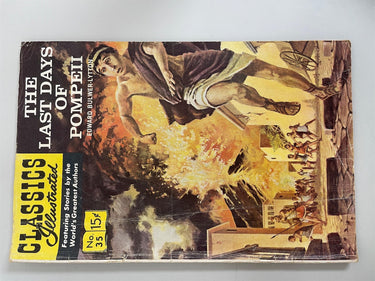 CLASSICS
Illustrated
Featuring Stories by the
World's Greatest Authors
No.
35
15¢
THE
LAST DAYS
OF
POMPEII
EDWARD BULWER-LYTTON